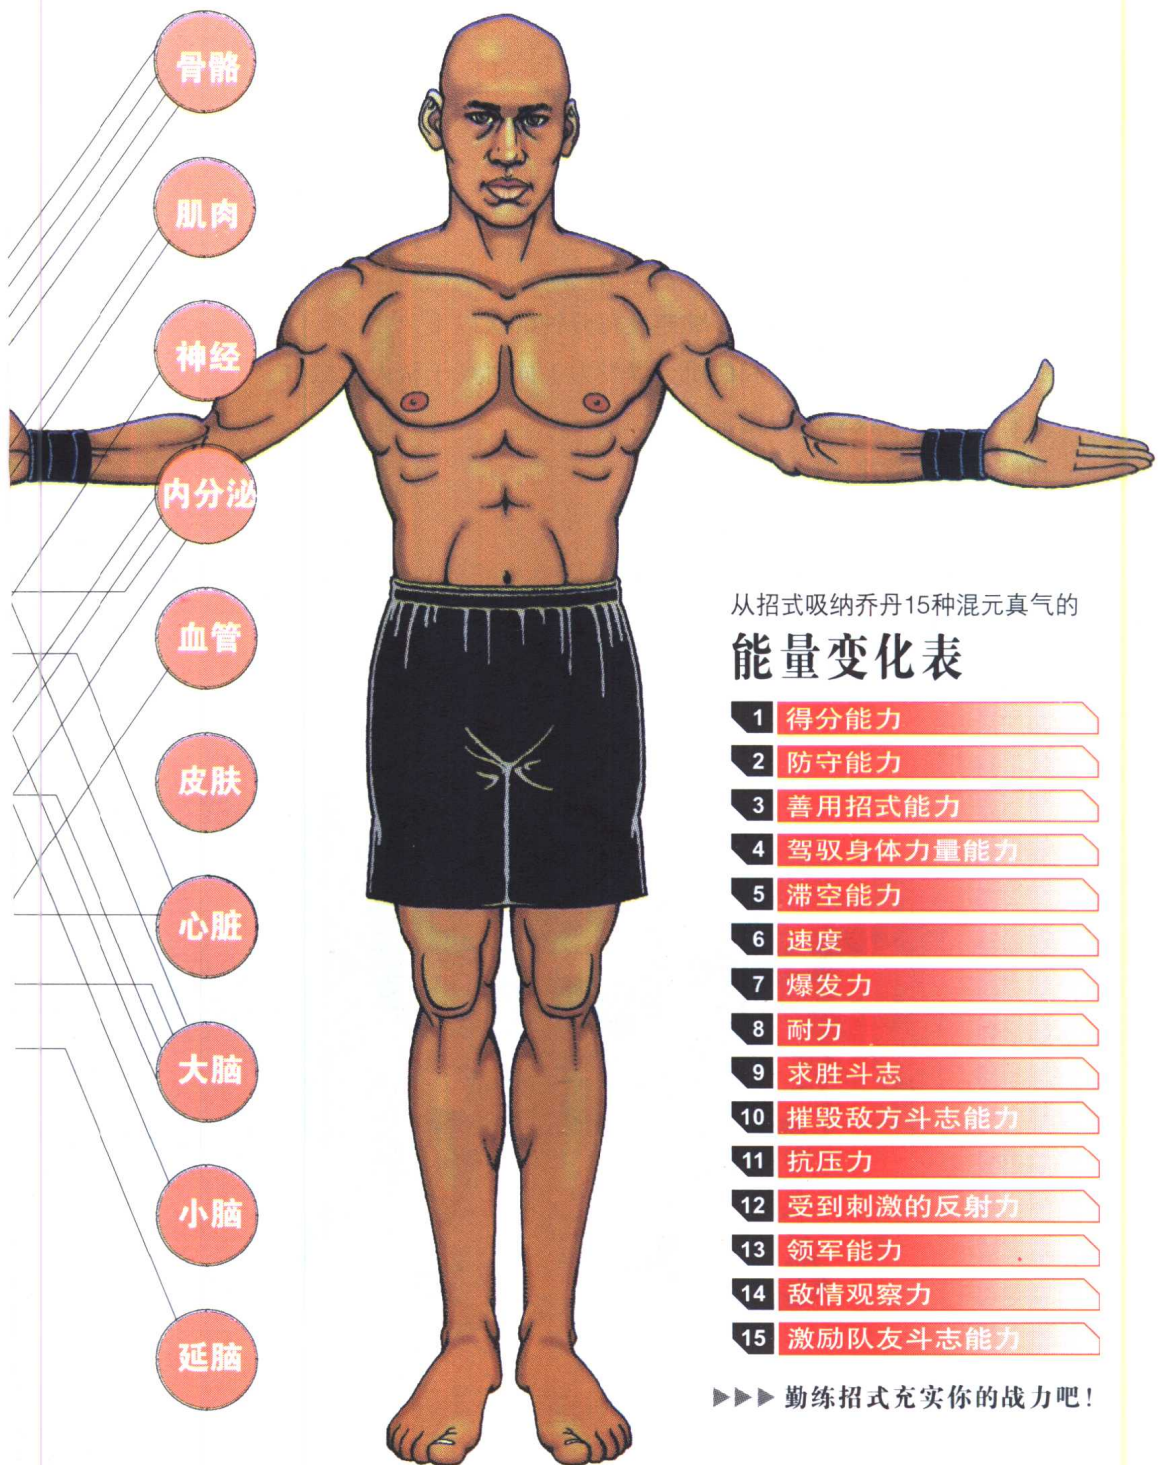 骨骼
肌肉
神经
内分泌
血管
皮肤
心脏
大脑
小脑
延脑
从招式吸纳乔丹15种混元真气的
能量变化表
1 得分能力
2 防守能力
3 善用招式能力
4 驾驭身体力量能力
5 滞空能力
6 速度
7 爆发力
8 耐力
9 求胜斗志
10 摧毁敌方斗志能力
11 抗压力
12 受到刺激的反射力
13 领军能力
14 敌情观察力
15 激励队友斗志能力
▶▶▶ 勤练招式充实你的战力吧!